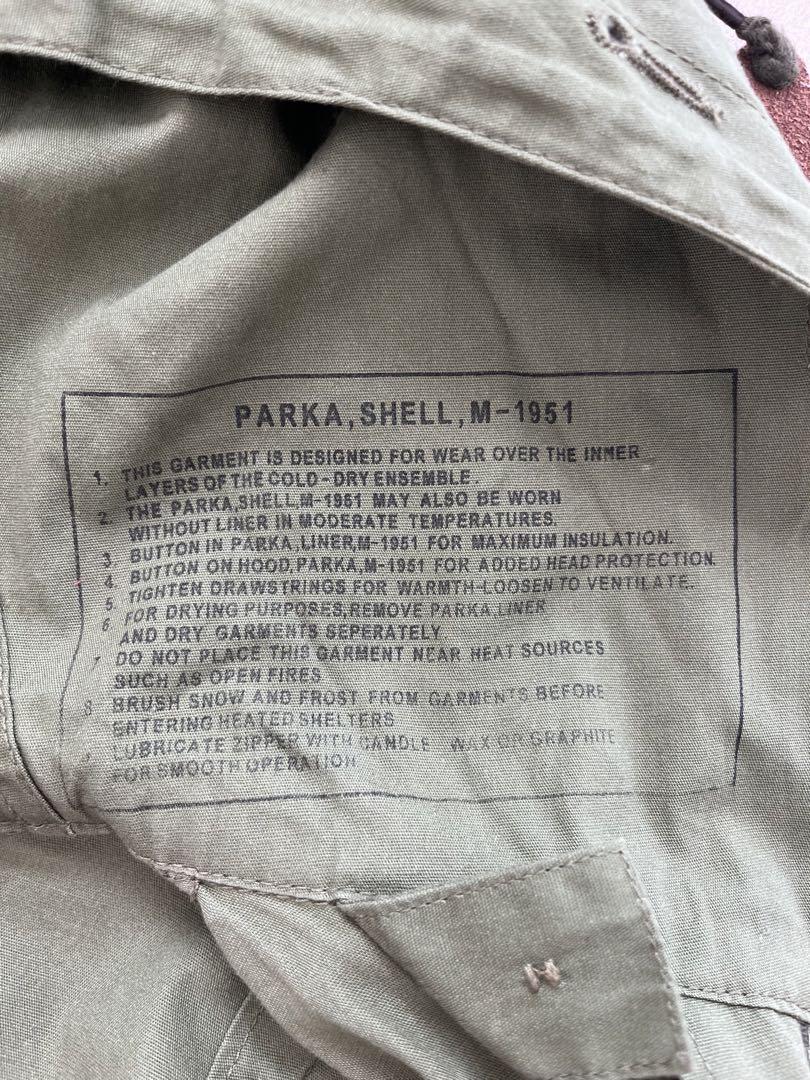 PARKA,SHELL,M-1951
1. THIS GARMENT IS DESIGNED FOR WEAR OVER THE INNER
LAYERS OF THE COLD-DRY ENSEMBLE.
2. THE PARKA,SHELL,M-1951 MAY ALSO BE WORN
WITHOUT LINER IN MODERATE TEMPERATURES.
3. BUTTON IN PARKA,LINER,M-1951 FOR MAXIMUM INSULATION.
4. BUTTON ON HOOD,PARKA,M-1951 FOR ADDED HEAD PROTECTION.
5. TIGHTEN DRAWSTRINGS FOR WARMTH-LOOSEN TO VENTILATE.
6. FOR DRYING PURPOSES,REMOVE PARKA,LINER
AND DRY GARMENTS SEPERATELY
7 DO NOT PLACE THIS GARMENT NEAR HEAT SOURCES
SUCH AS OPEN FIRES
8 BRUSH SNOW AND FROST FROM GARMENTS BEFORE
ENTERING HEATED SHELTERS
LUBRICATE ZIPPER WITH CANDLE WAX OR GRAPHITE
FOR SMOOTH OPERATION